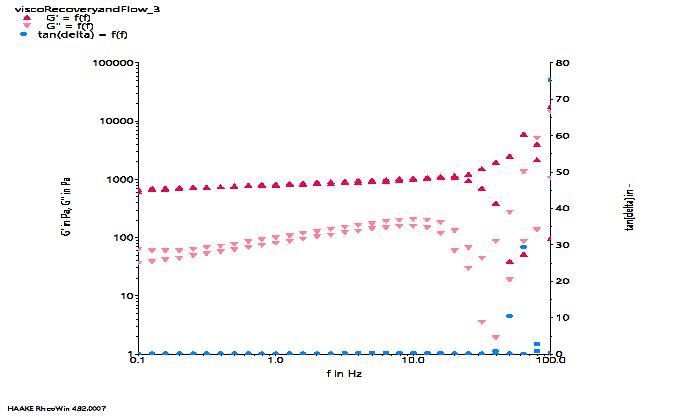 viscoRecoveryandFlow_3
G' = f(f)
G'' = f(f)
tan(delta) = f(f)
100000
80
70
10000
60
1000
50
40
100
30
20
10
10
1
0
0.1
1.0
10.0
100.0
G' in Pa, G'' in Pa
tan(delta) in -
f in Hz
HAAKE RheoWin 4.82.0007